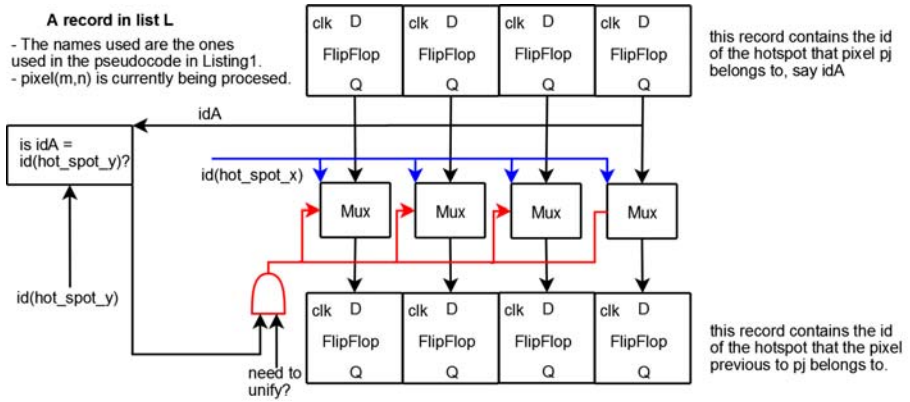 A record in list L
- The names used are the ones
used in the pseudocode in Listing1.
- pixel(m,n) is currently being procesed.
clk D
FlipFlop
Q
clk D
FlipFlop
Q
clk D
FlipFlop
Q
clk D
FlipFlop
Q
this record contains the id
of the hotspot that pixel pj
belongs to, say idA
idA
is idA =
id(hot_spot_y)?
id(hot_spot_x)
Mux
Mux
Mux
Mux
id(hot_spot_y)
need to
unify?
clk D
FlipFlop
Q
clk D
FlipFlop
Q
clk D
FlipFlop
Q
clk D
FlipFlop
Q
this record contains the id
of the hotspot that the pixel
previous to pj belongs to.